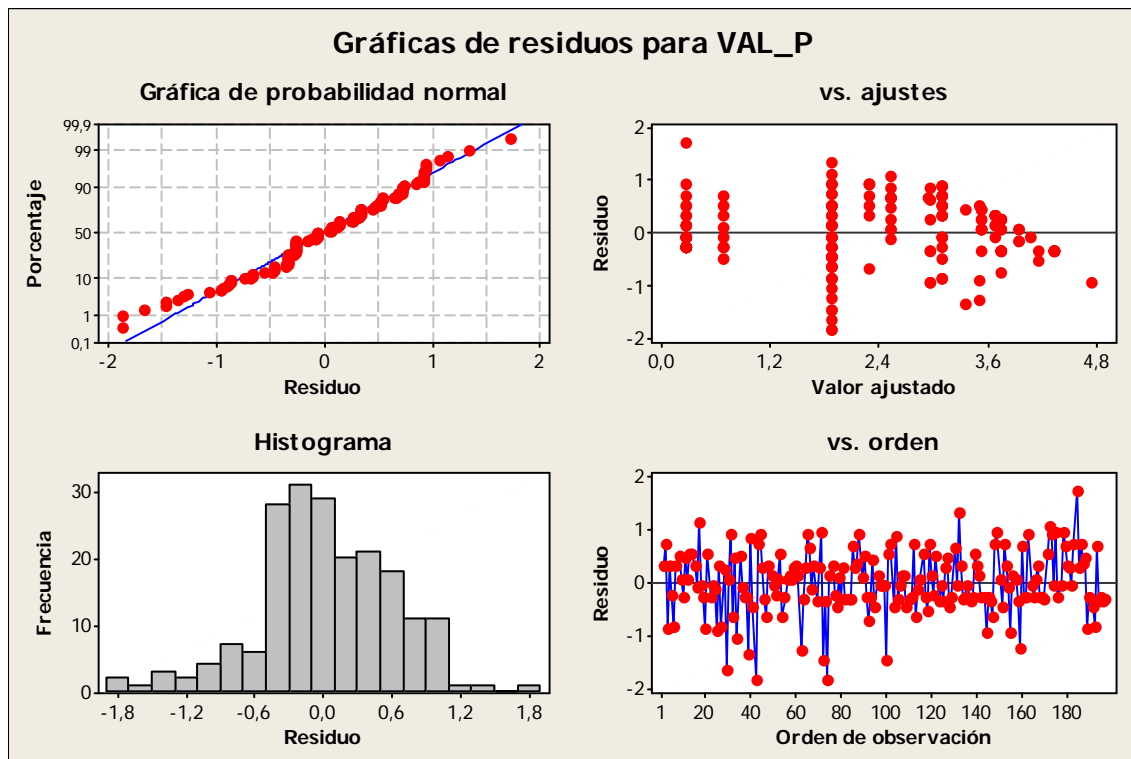 Gráficas de residuos para VAL_P
Gráfica de probabilidad normal
99,9
99
90
50
10
1
0,1
Porcentaje
-2 -1 0 1 2
Residuo
vs. ajustes
2
1
0
-1
-2
Residuo
0,0 1,2 2,4 3,6 4,8
Valor ajustado
Histograma
30
20
10
0
Frecuencia
-1,8 -1,2 -0,6 0,0 0,6 1,2 1,8
Residuo
vs. orden
2
1
0
-1
-2
Residuo
1 20 40 60 80 100 120 140 160 180
Orden de observación